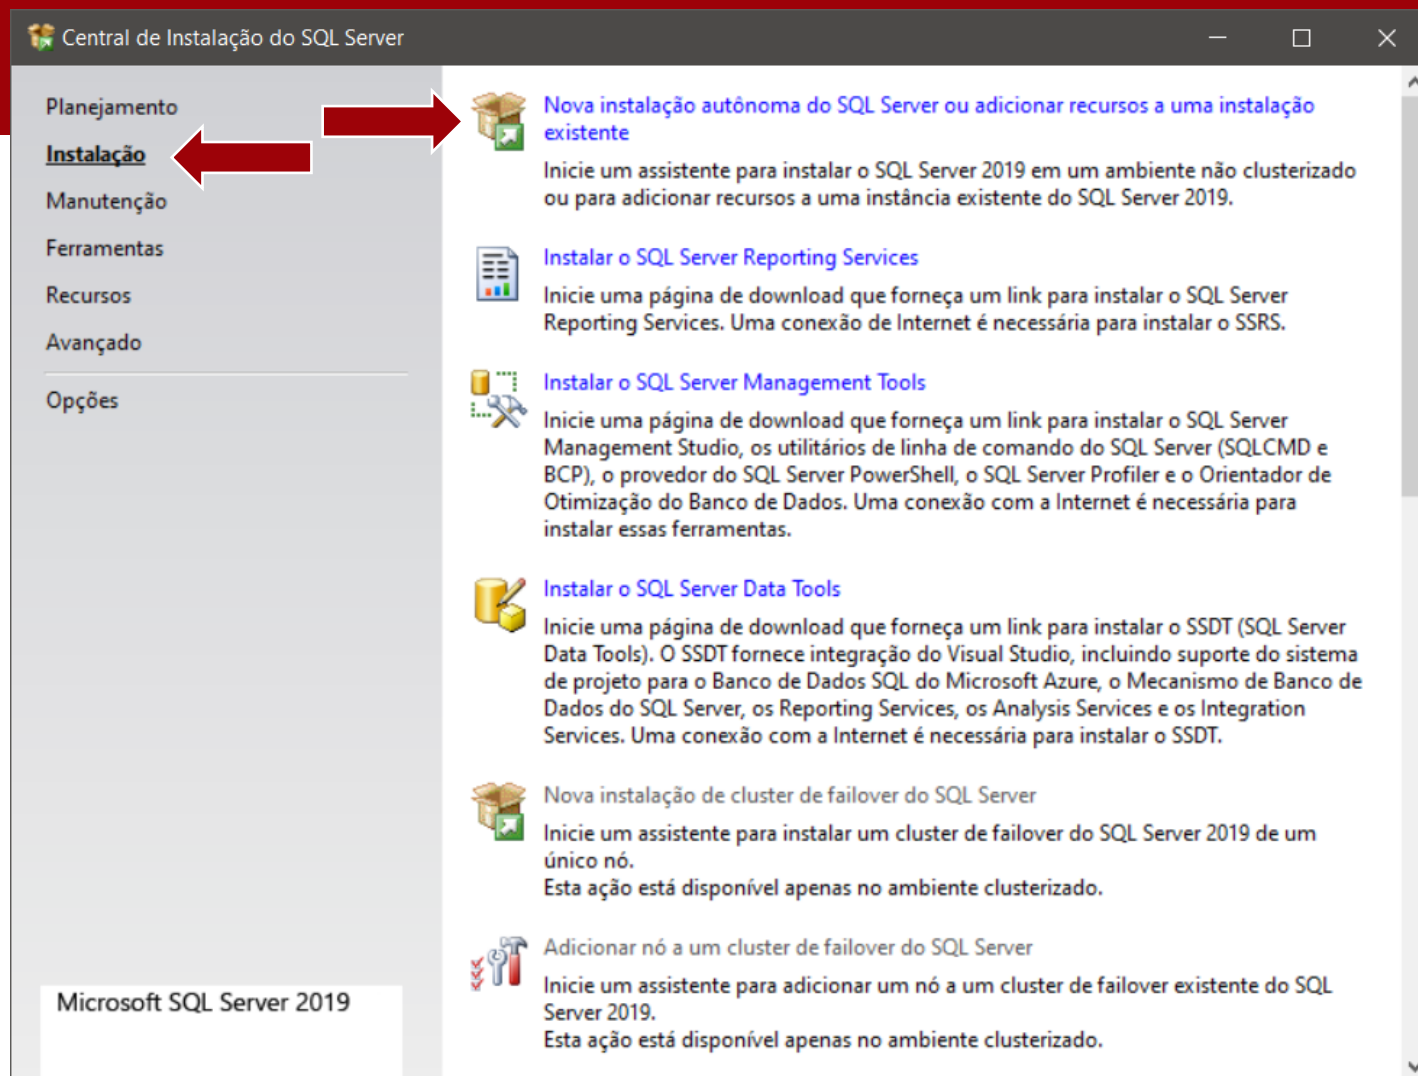 Central de Instalação do SQL Server
Planejamento
Instalação
Manutenção
Ferramentas
Recursos
Avançado
Opções
Microsoft SQL Server 2019
Nova instalação autônoma do SQL Server ou adicionar recursos a uma instalação
existente
Inicie um assistente para instalar o SQL Server 2019 em um ambiente não clusterizado
ou para adicionar recursos a uma instância existente do SQL Server 2019.
Instalar o SQL Server Reporting Services
Inicie uma página de download que forneça um link para instalar o SQL Server
Reporting Services. Uma conexão de Internet é necessária para instalar o SSRS.
Instalar o SQL Server Management Tools
Inicie uma página de download que forneça um link para instalar o SQL Server
Management Studio, os utilitários de linha de comando do SQL Server (SQLCMD e
BCP), o provedor do SQL Server PowerShell, o SQL Server Profiler e o Orientador de
Otimização do Banco de Dados. Uma conexão com a Internet é necessária para
instalar essas ferramentas.
Instalar o SQL Server Data Tools
Inicie uma página de download que forneça um link para instalar o SSDT (SQL Server
Data Tools). O SSDT fornece integração do Visual Studio, incluindo suporte do sistema
de projeto para o Banco de Dados SQL do Microsoft Azure, o Mecanismo de Banco de
Dados do SQL Server, os Reporting Services, os Analysis Services e os Integration
Services. Uma conexão com a Internet é necessária para instalar o SSDT.
Nova instalação de cluster de failover do SQL Server
Inicie um assistente para instalar um cluster de failover do SQL Server 2019 de um
único nó.
Esta ação está disponível apenas no ambiente clusterizado.
Adicionar nó a um cluster de failover do SQL Server
Inicie um assistente para adicionar um nó a um cluster de failover existente do SQL
Server 2019.
Esta ação está disponível apenas no ambiente clusterizado.